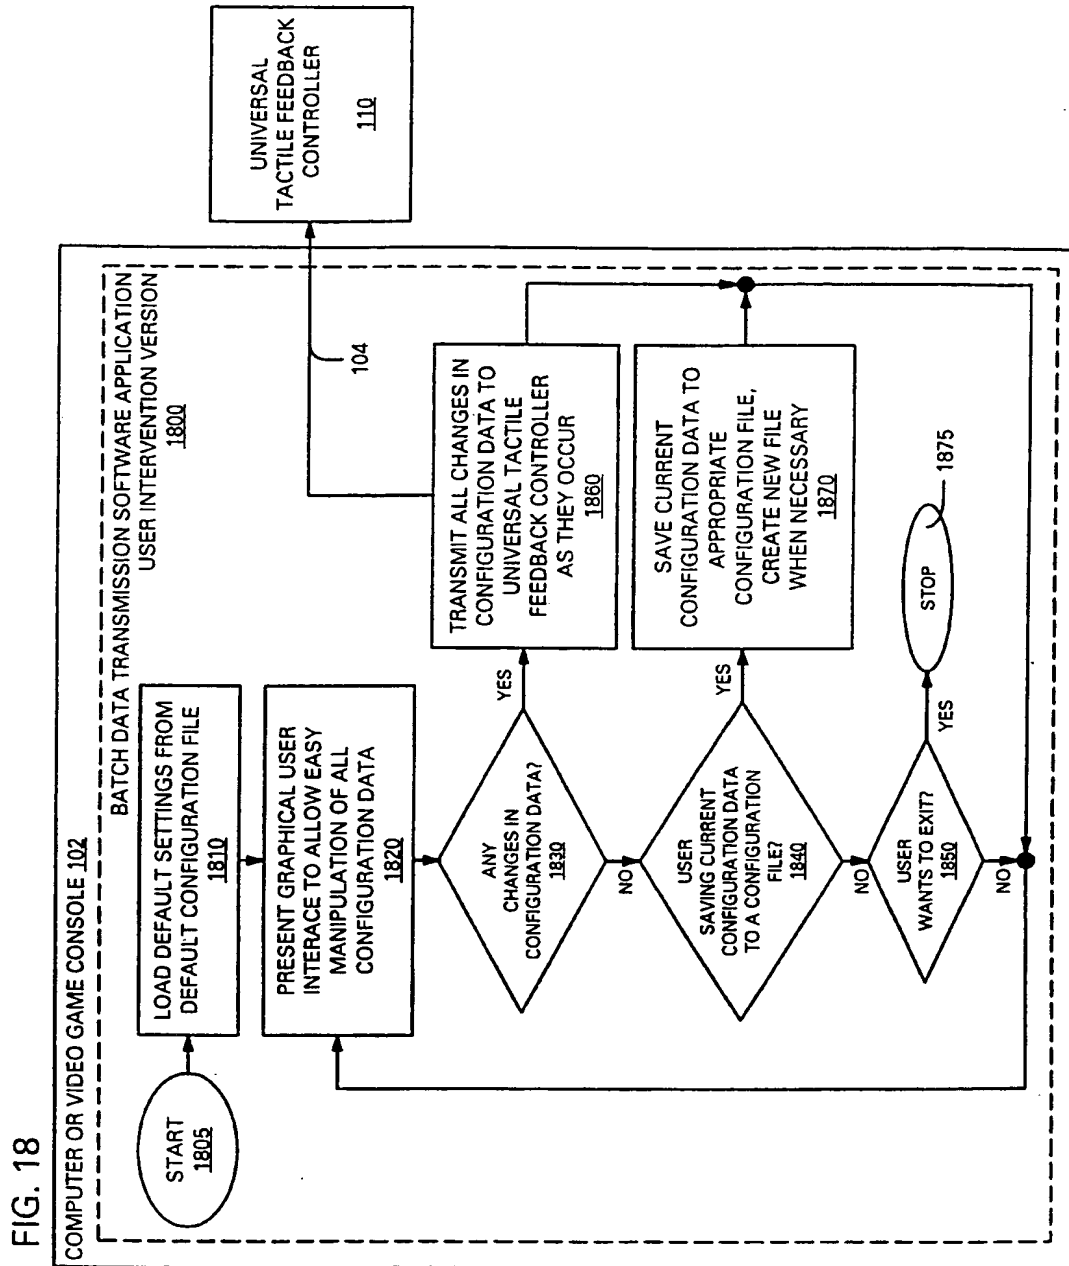 FIG. 18
COMPUTER OR VIDEO GAME CONSOLE 102
BATCH DATA TRANSMISSION SOFTWARE APPLICATION
USER INTERVENTION VERSION
1800
START
1805
LOAD DEFAULT SETTINGS FROM
DEFAULT CONFIGURATION FILE
1810
PRESENT GRAPHICAL USER
INTERACE TO ALLOW EASY
MANIPULATION OF ALL
CONFIGURATION DATA
1820
ANY
CHANGES IN
CONFIGURATION DATA?
1830
YES
NO
TRANSMIT ALL CHANGES IN
CONFIGURATION DATA TO
UNIVERSAL TACTILE
FEEDBACK CONTROLLER
AS THEY OCCUR
1860
104
UNIVERSAL
TACTILE FEEDBACK
CONTROLLER
110
USER
SAVING CURRENT
CONFIGURATION DATA
TO A CONFIGURATION
FILE?
1840
YES
NO
SAVE CURRENT
CONFIGURATION DATA TO
APPROPRIATE
CONFIGURATION FILE,
CREATE NEW FILE
WHEN NECESSARY
1870
USER
WANTS TO EXIT?
1850
YES
NO
STOP
1875